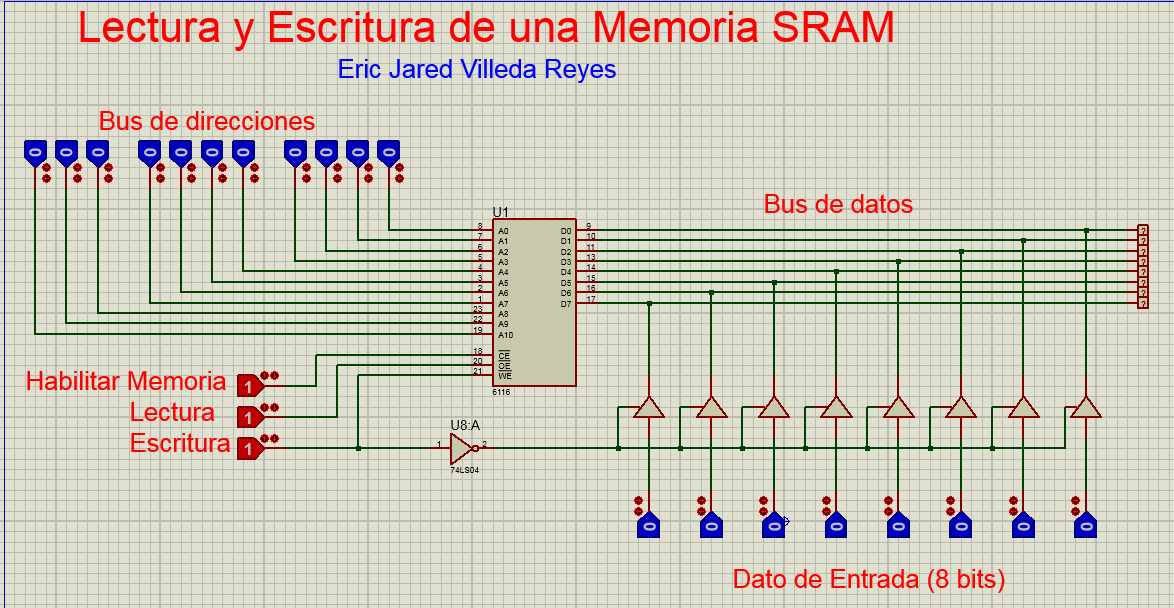 Lectura y Escritura de una Memoria SRAM
Eric Jared Villeda Reyes
Bus de direcciones
0 0 0 0 0 0 0 0 0 0 0
Bus de datos
U1
8 A0 D0 9
7 A1 D1 10
6 A2 D2 11
5 A3 D3 13
4 A4 D4 14
3 A5 D5 15
2 A6 D6 16
1 A7 D7 17
23 A8
22 A9
19 A10
18 CE
20 OE
21 WE
6116
? ? ? ? ? ? ? ?
Habilitar Memoria 1
Lectura 1
Escritura 1
U8:A
1 2
74LS04
0 0 0 0 0 0 0 0
Dato de Entrada (8 bits)